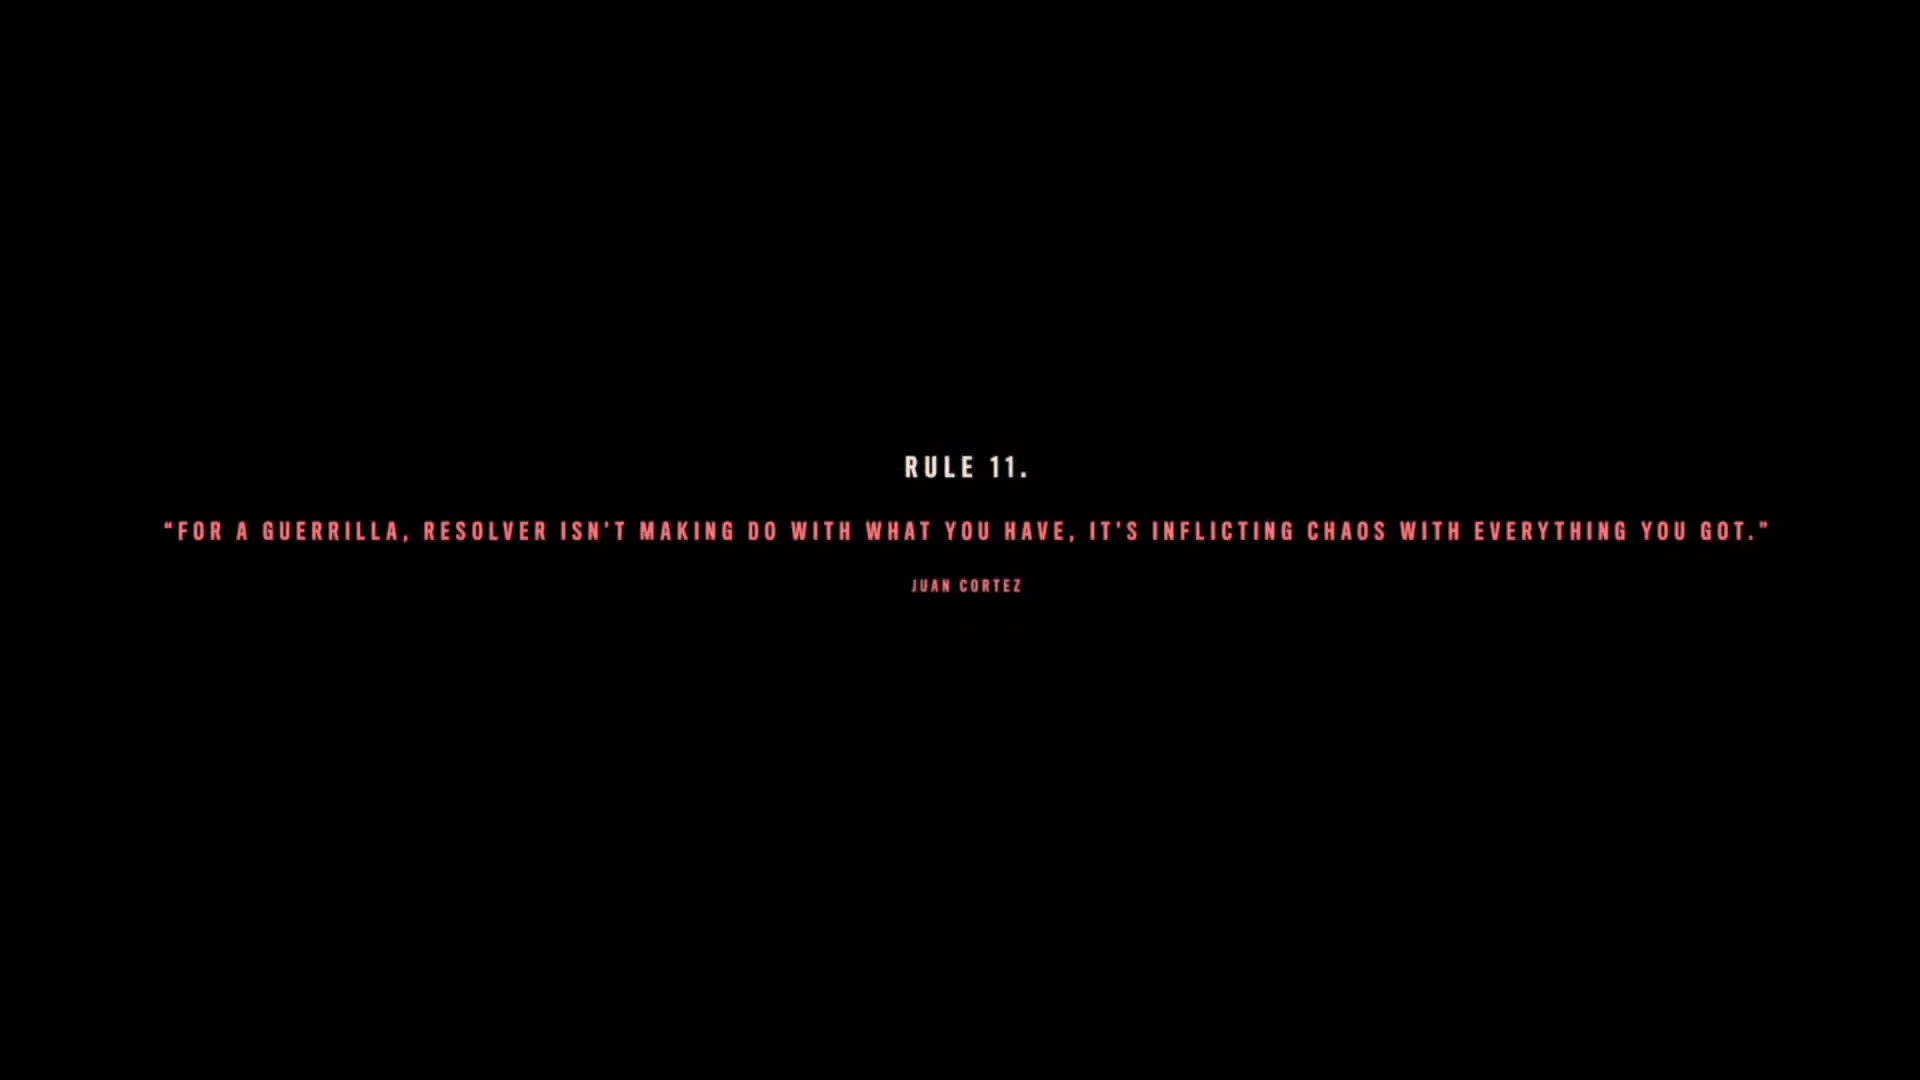 RULE 11.
“FOR A GUERRILLA, RESOLVER ISN'T MAKING DO WITH WHAT YOU HAVE, IT'S INFLICTING CHAOS WITH EVERYTHING YOU GOT.”
JUAN CORTEZ